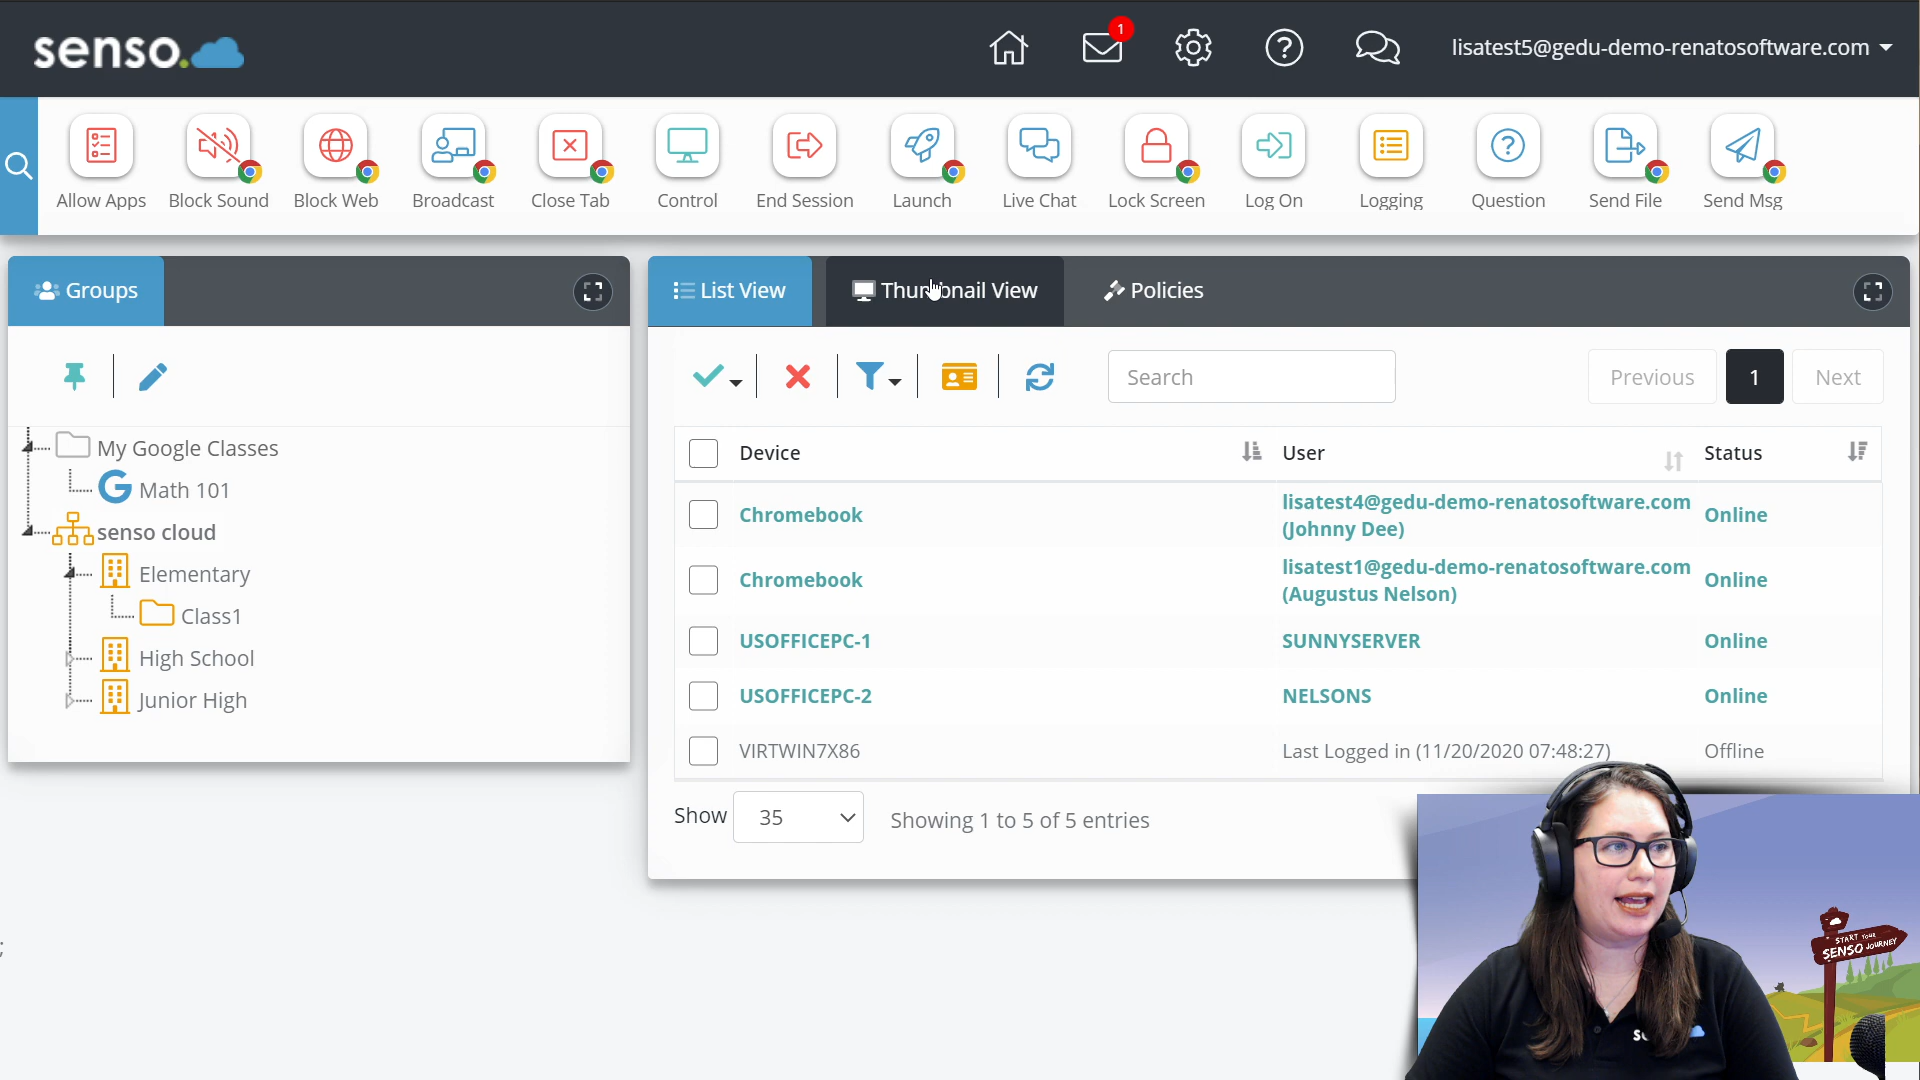 senso.
1
lisatest5@gedu-demo-renatosoftware.com
Allow Apps
Block Sound
Block Web
Broadcast
Close Tab
Control
End Session
Launch
Live Chat
Lock Screen
Log On
Logging
Question
Send File
Send Msg
Groups
List View
Thumbnail View
Policies
Search
Previous
1
Next
My Google Classes
Math 101
senso cloud
Elementary
Class1
High School
Junior High
Device
User
Status
Chromebook
lisatest4@gedu-demo-renatosoftware.com
(Johnny Dee)
Online
Chromebook
lisatest1@gedu-demo-renatosoftware.com
(Augustus Nelson)
Online
USOFFICEPC-1
SUNNYSERVER
Online
USOFFICEPC-2
NELSONS
Online
VIRTWIN7X86
Last Logged in (11/20/2020 07:48:27)
Offline
Show
35
Showing 1 to 5 of 5 entries
;
START YOUR
SENSO JOURNEY